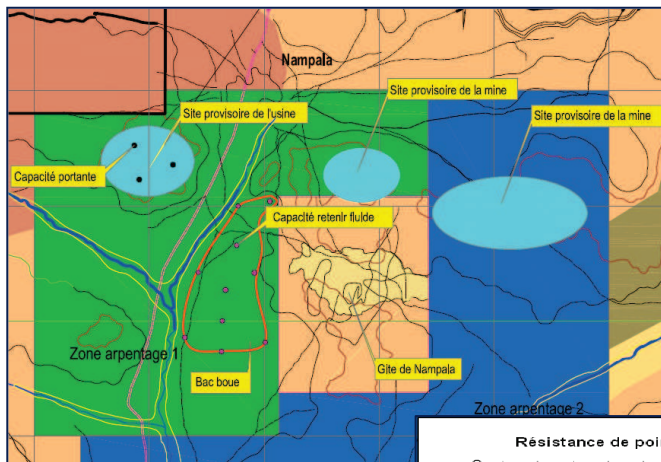 Nampala
Site provisoire de la mine
Site provisoire de l'usine
Site provisoire de la mine
Capacité portante
Capacité retenir fluide
Zone arpentage 1
Gite de Nampala
Bac boue
Zone arpentage 2
Résistance de poi